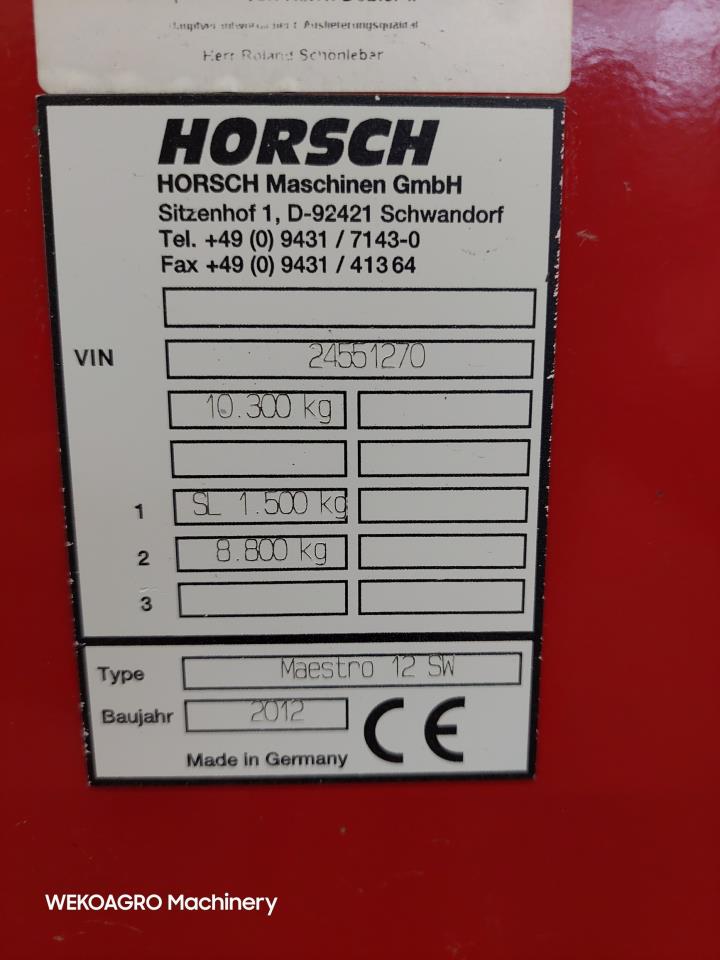 Herr Roland Schönleber
HORSCH
HORSCH Maschinen GmbH
Sitzenhof 1, D-92421 Schwandorf
Tel. +49 (0) 9431 / 7143-0
Fax +49 (0) 9431 / 413 64
VIN 24551270
10.300 kg
1 SL 1.500 kg
2 8.800 kg
3
Type Maestro 12 SW
Baujahr 2012 CE
Made in Germany
WEKOAGRO Machinery